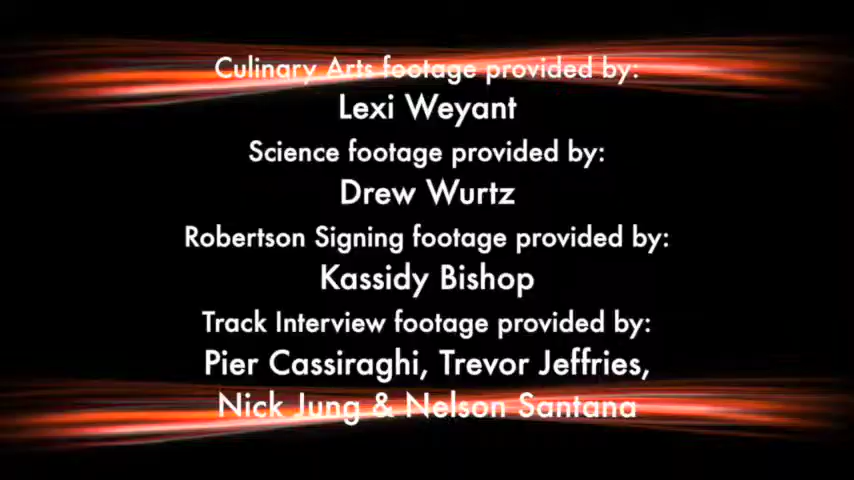 Culinary Arts footage provided by:
Lexi Weyant
Science footage provided by:
Drew Wurtz
Robertson Signing footage provided by:
Kassidy Bishop
Track Interview footage provided by:
Pier Cassiraghi, Trevor Jeffries,
Nick Jung & Nelson Santana